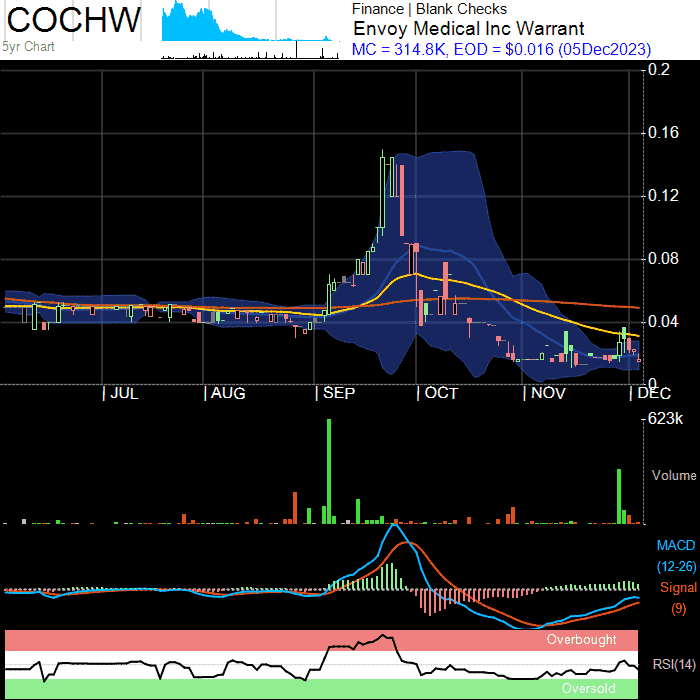 COCHW
5yr Chart
Finance | Blank Checks
Envoy Medical Inc Warrant
MC = 314.8K, EOD = $0.016 (05Dec2023)
0.2
0.16
0.12
0.08
0.04
0
JUL AUG SEP OCT NOV DEC
623k
Volume
MACD
(12-26)
Signal
(9)
Overbought
RSI(14)
Oversold